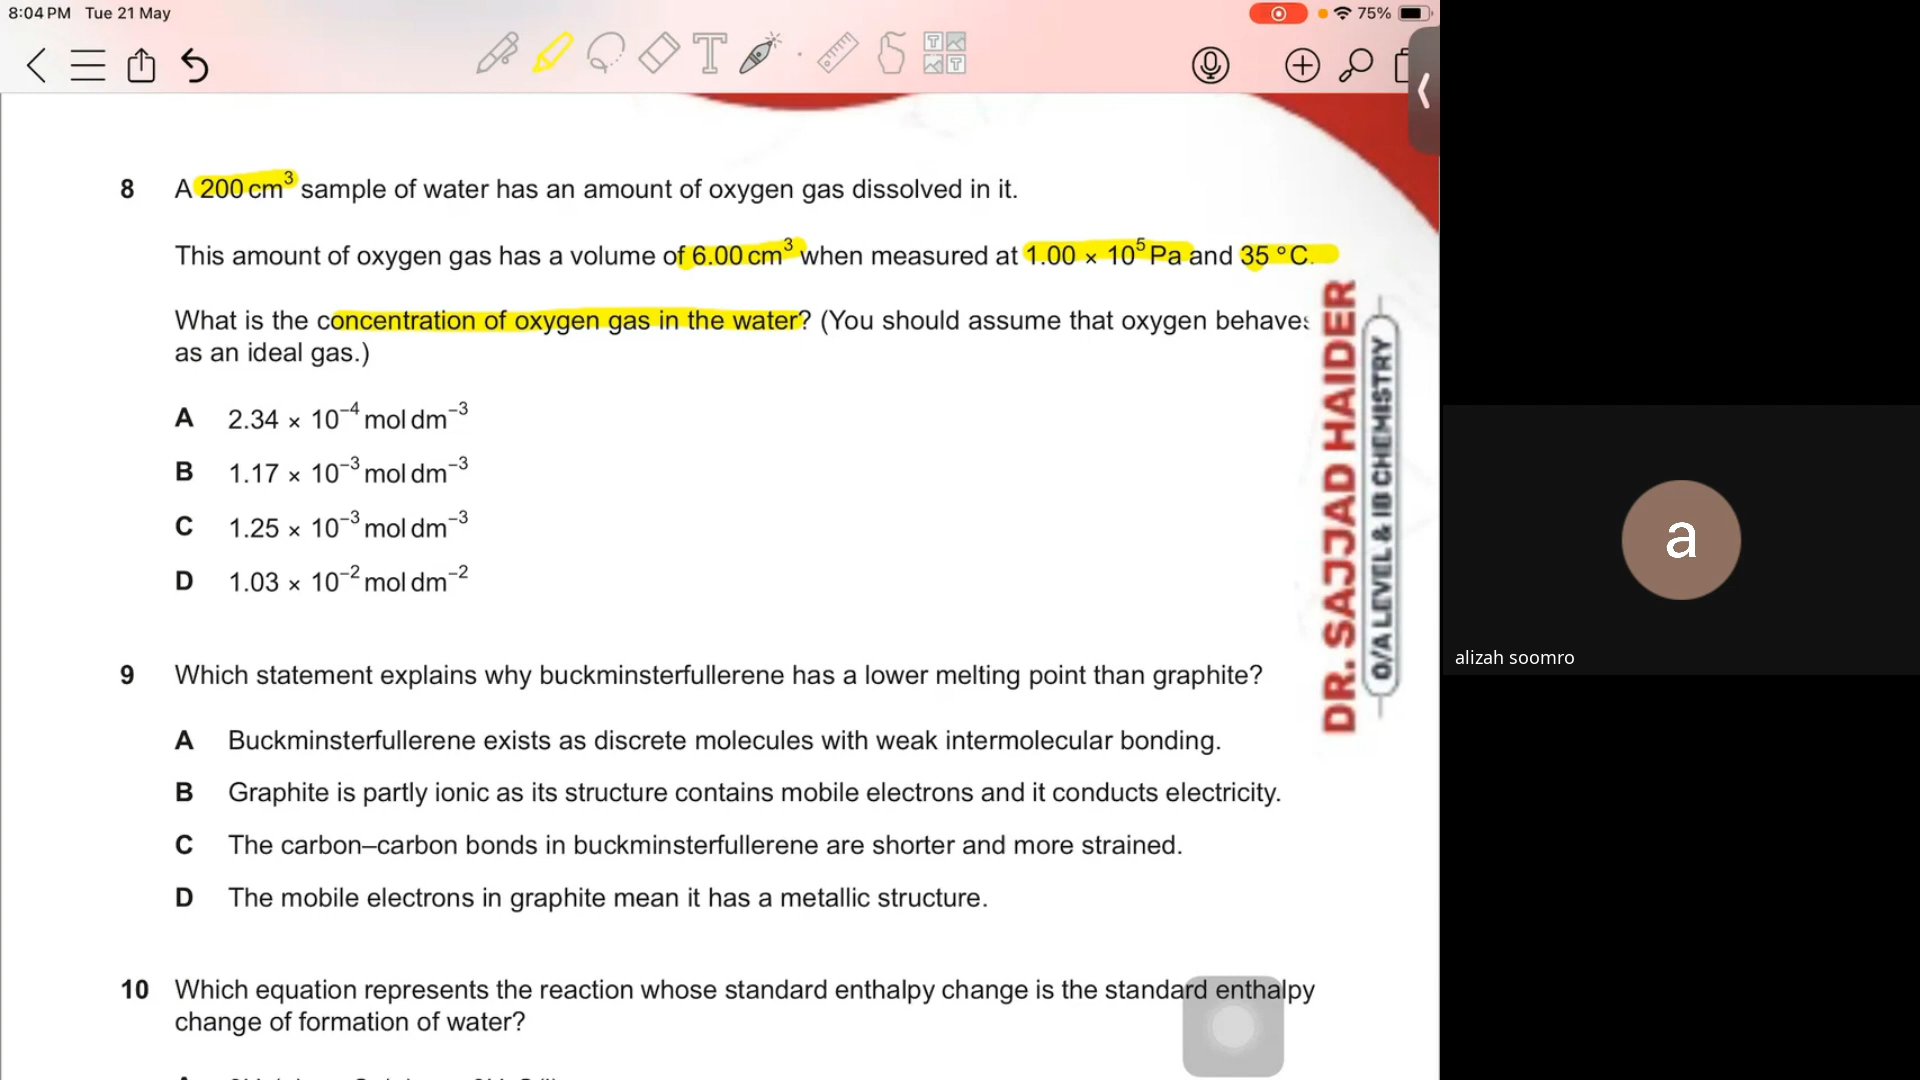 8:04 PM Tue 21 May
75%
8 A 200 cm³ sample of water has an amount of oxygen gas dissolved in it.
This amount of oxygen gas has a volume of 6.00 cm³ when measured at 1.00 × 10⁵ Pa and 35 °C.
What is the concentration of oxygen gas in the water? (You should assume that oxygen behaves
as an ideal gas.)
A 2.34 × 10⁻⁴ mol dm⁻³
B 1.17 × 10⁻³ mol dm⁻³
C 1.25 × 10⁻³ mol dm⁻³
D 1.03 × 10⁻² mol dm⁻²
9 Which statement explains why buckminsterfullerene has a lower melting point than graphite?
A Buckminsterfullerene exists as discrete molecules with weak intermolecular bonding.
B Graphite is partly ionic as its structure contains mobile electrons and it conducts electricity.
C The carbon–carbon bonds in buckminsterfullerene are shorter and more strained.
D The mobile electrons in graphite mean it has a metallic structure.
10 Which equation represents the reaction whose standard enthalpy change is the standard enthalpy
change of formation of water?
DR. SAJJAD HAIDER
O/A LEVEL & IB CHEMISTRY
a
alizah soomro